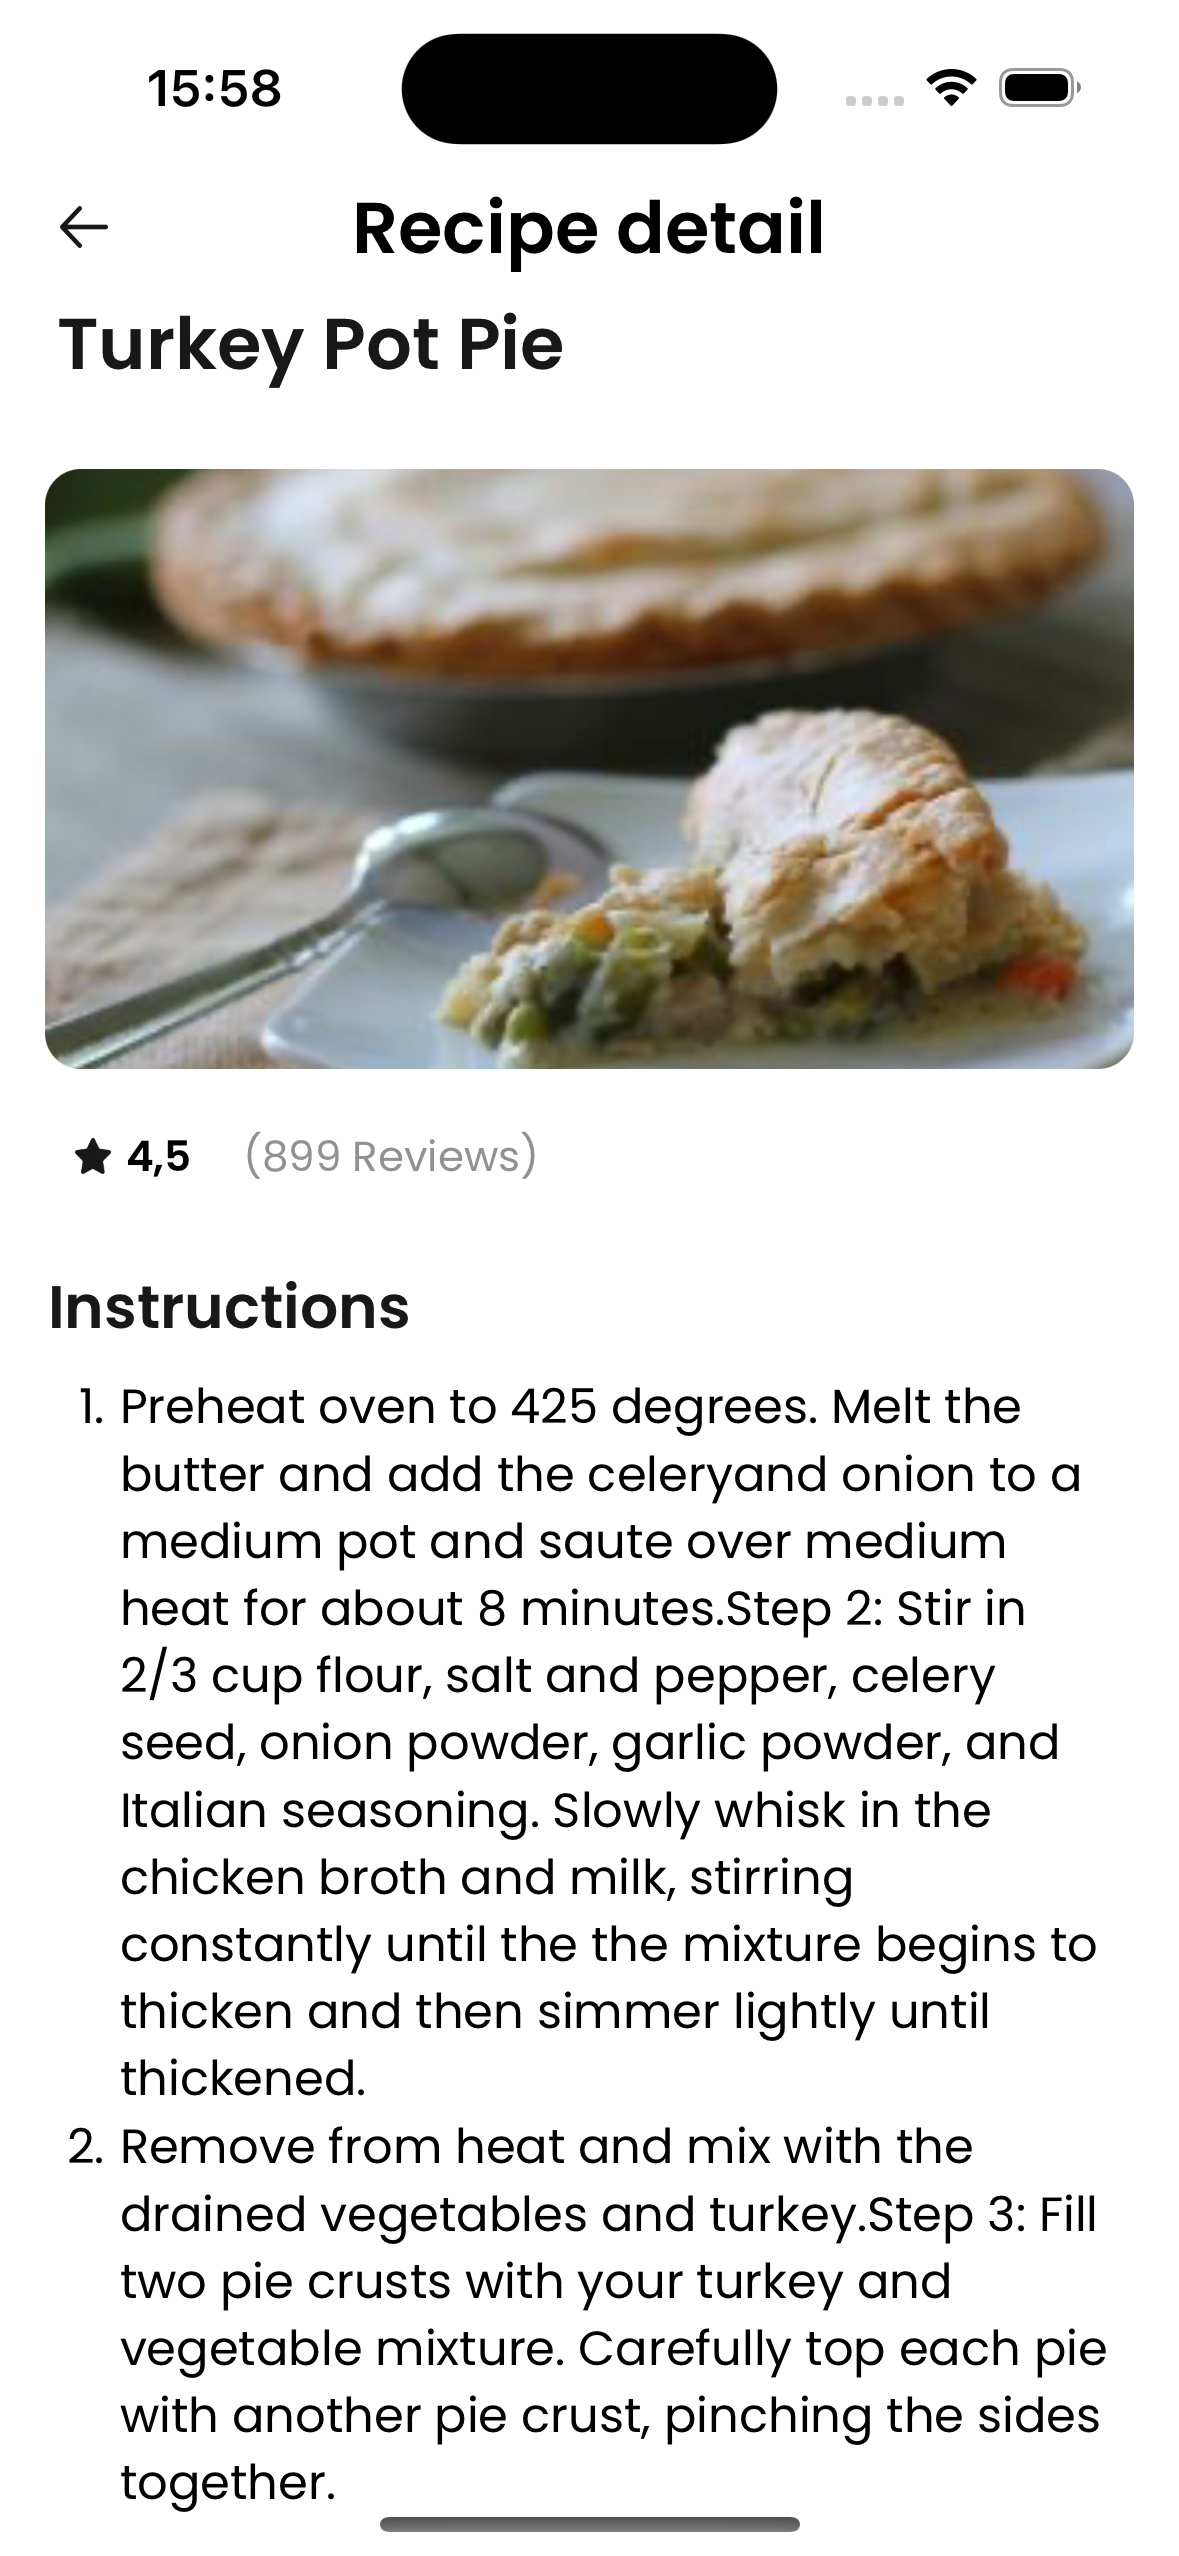 15:58
Recipe detail
Turkey Pot Pie
4,5 (899 Reviews)
Instructions
1. Preheat oven to 425 degrees. Melt the
butter and add the celeryand onion to a
medium pot and saute over medium
heat for about 8 minutes.Step 2: Stir in
2/3 cup flour, salt and pepper, celery
seed, onion powder, garlic powder, and
Italian seasoning. Slowly whisk in the
chicken broth and milk, stirring
constantly until the the mixture begins to
thicken and then simmer lightly until
thickened.
2. Remove from heat and mix with the
drained vegetables and turkey.Step 3: Fill
two pie crusts with your turkey and
vegetable mixture. Carefully top each pie
with another pie crust, pinching the sides
together.